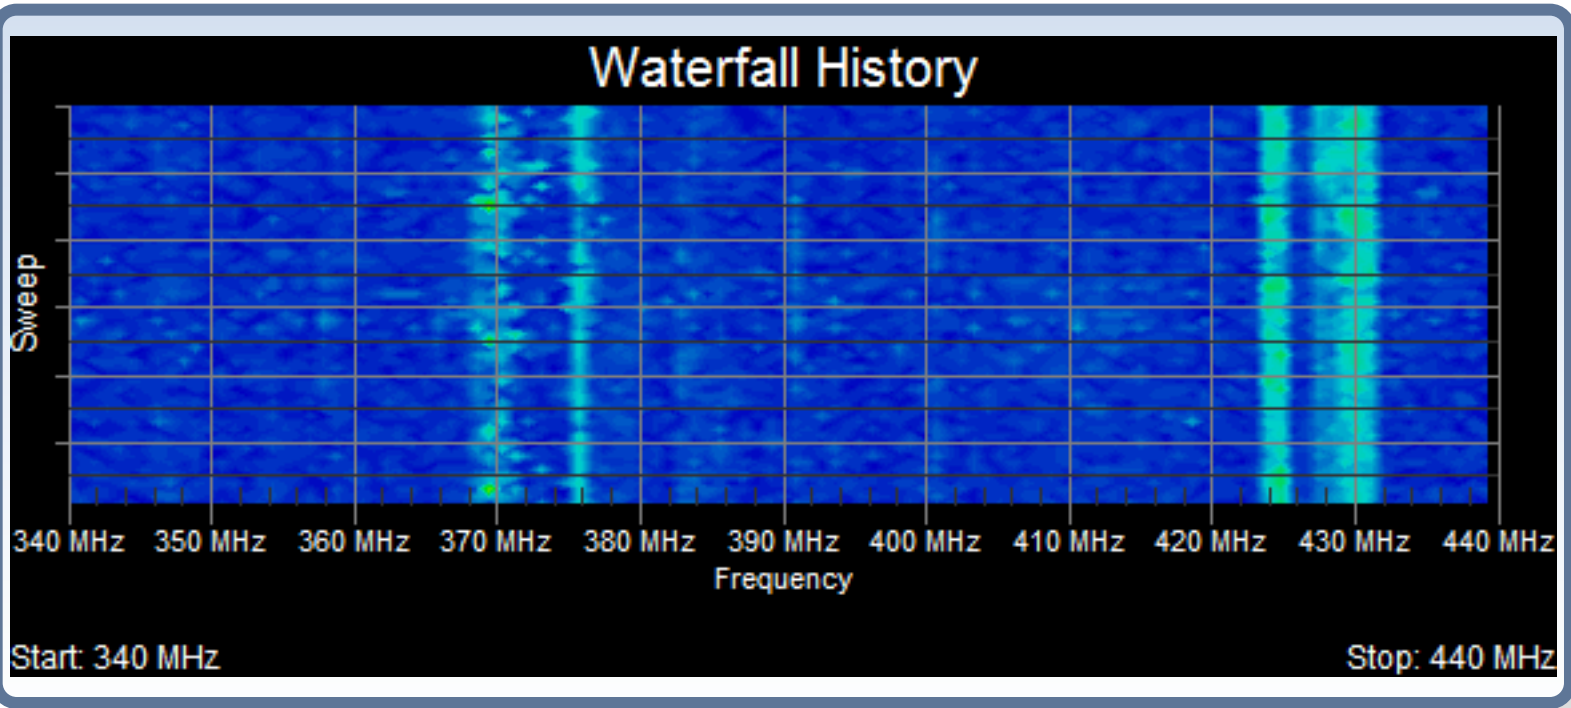 Waterfall History
Sweep
340 MHz 350 MHz 360 MHz 370 MHz 380 MHz 390 MHz 400 MHz 410 MHz 420 MHz 430 MHz 440 MHz
Frequency
Start: 340 MHz Stop: 440 MHz